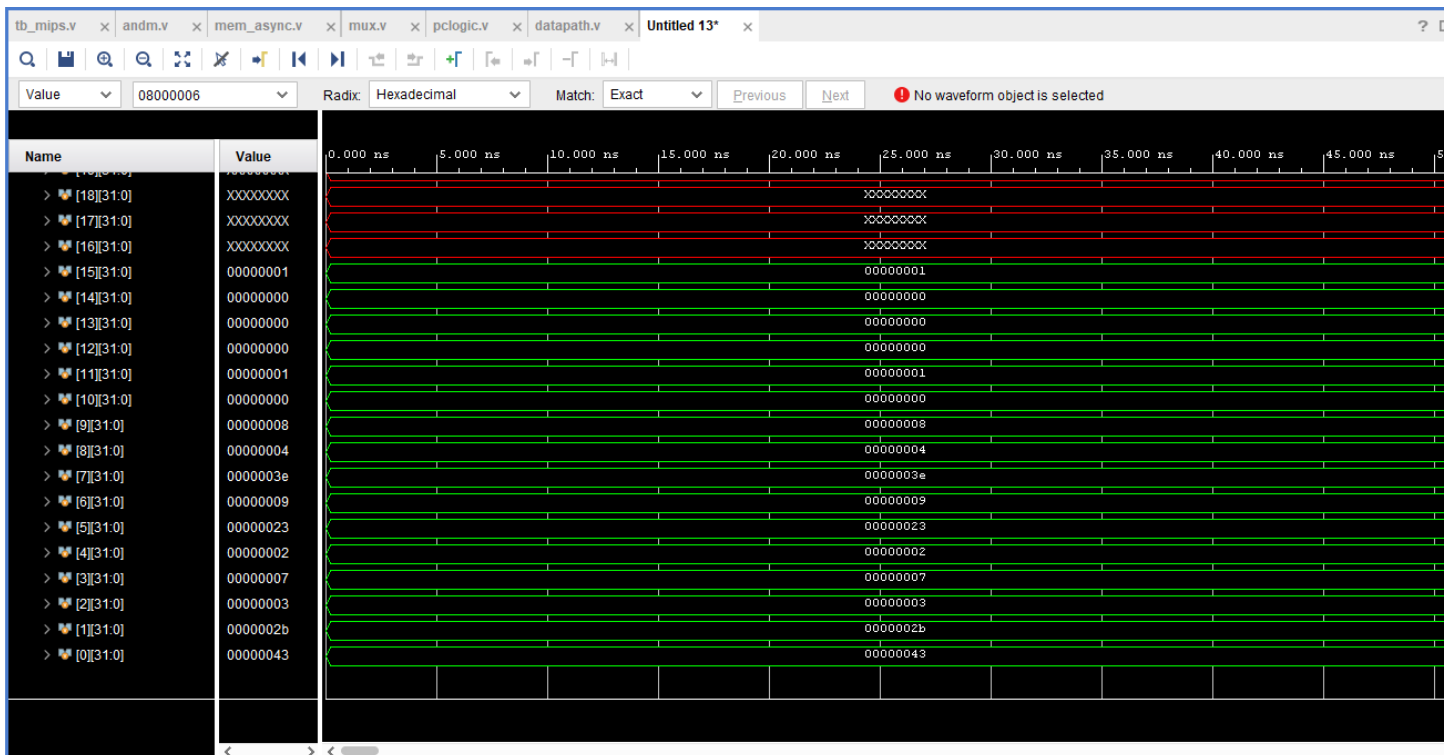 tb_mips.v x andm.v x mem_async.v x mux.v x pclogic.v x datapath.v x Untitled 13* x ?
Value 08000006 Radix: Hexadecimal Match: Exact Previous Next No waveform object is selected
Name Value 0.000 ns 5.000 ns 10.000 ns 15.000 ns 20.000 ns 25.000 ns 30.000 ns 35.000 ns 40.000 ns 45.000 ns
[18][31:0] XXXXXXXX XXXXXXXX
[17][31:0] XXXXXXXX XXXXXXXX
[16][31:0] XXXXXXXX XXXXXXXX
[15][31:0] 00000001 00000001
[14][31:0] 00000000 00000000
[13][31:0] 00000000 00000000
[12][31:0] 00000000 00000000
[11][31:0] 00000001 00000001
[10][31:0] 00000000 00000000
[9][31:0] 00000008 00000008
[8][31:0] 00000004 00000004
[7][31:0] 0000003e 0000003e
[6][31:0] 00000009 00000009
[5][31:0] 00000023 00000023
[4][31:0] 00000002 00000002
[3][31:0] 00000007 00000007
[2][31:0] 00000003 00000003
[1][31:0] 0000002b 0000002b
[0][31:0] 00000043 00000043